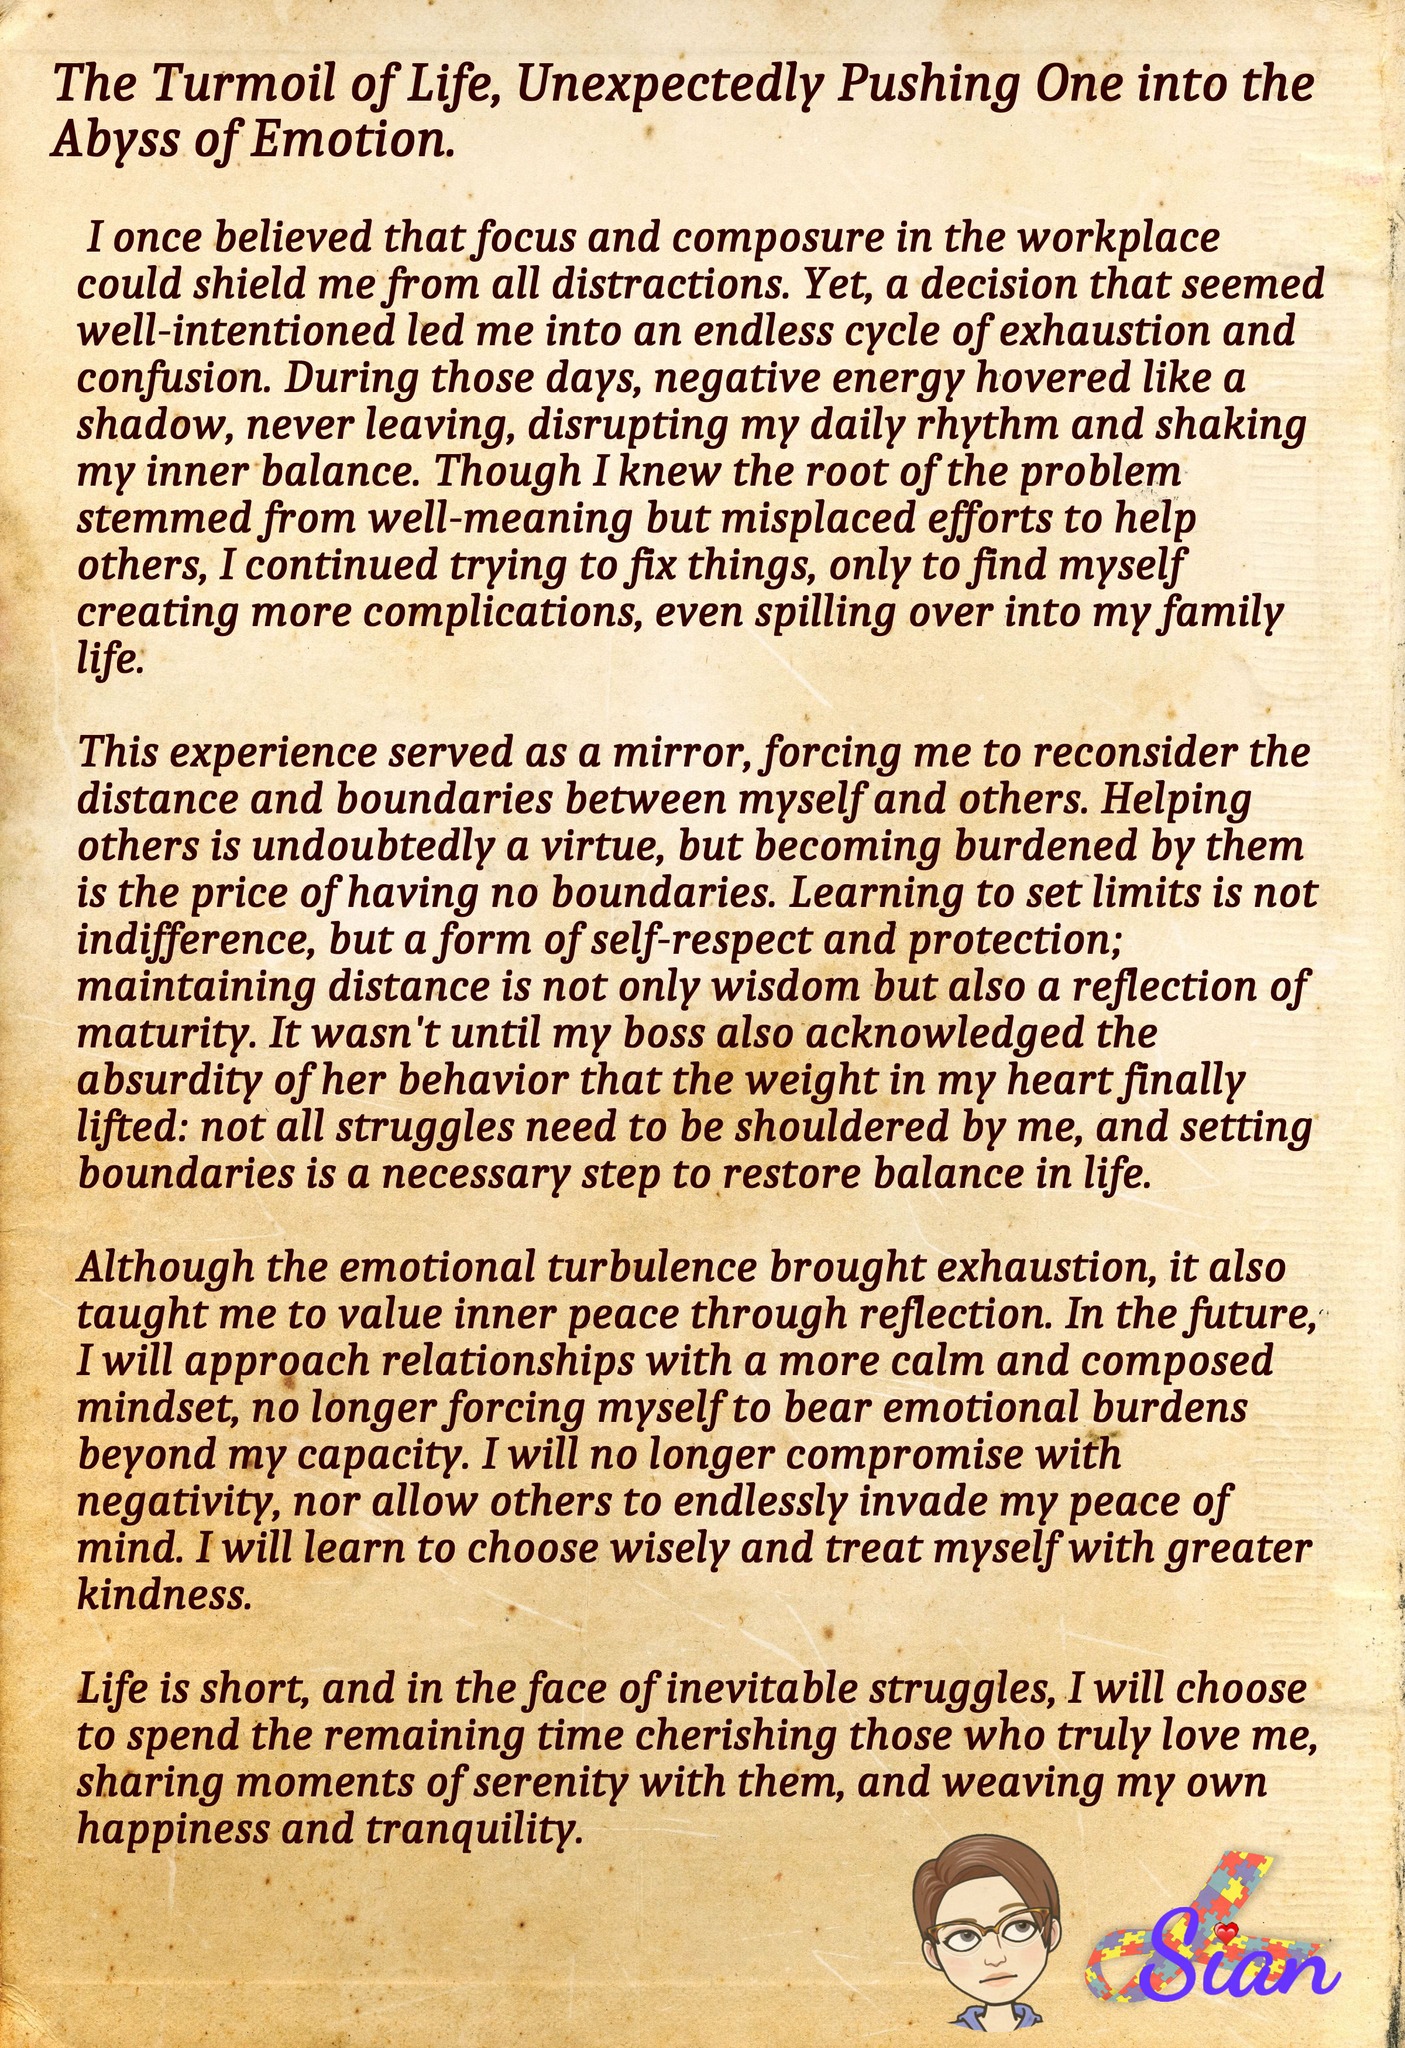 The Turmoil of Life, Unexpectedly Pushing One into the
Abyss of Emotion.
I once believed that focus and composure in the workplace
could shield me from all distractions. Yet, a decision that seemed
well-intentioned led me into an endless cycle of exhaustion and
confusion. During those days, negative energy hovered like a
shadow, never leaving, disrupting my daily rhythm and shaking
my inner balance. Though I knew the root of the problem
stemmed from well-meaning but misplaced efforts to help
others, I continued trying to fix things, only to find myself
creating more complications, even spilling over into my family
life.
This experience served as a mirror, forcing me to reconsider the
distance and boundaries between myself and others. Helping
others is undoubtedly a virtue, but becoming burdened by them
is the price of having no boundaries. Learning to set limits is not
indifference, but a form of self-respect and protection;
maintaining distance is not only wisdom but also a reflection of
maturity. It wasn't until my boss also acknowledged the
absurdity of her behavior that the weight in my heart finally
lifted: not all struggles need to be shouldered by me, and setting
boundaries is a necessary step to restore balance in life.
Although the emotional turbulence brought exhaustion, it also
taught me to value inner peace through reflection. In the future,
I will approach relationships with a more calm and composed
mindset, no longer forcing myself to bear emotional burdens
beyond my capacity. I will no longer compromise with
negativity, nor allow others to endlessly invade my peace of
mind. I will learn to choose wisely and treat myself with greater
kindness.
Life is short, and in the face of inevitable struggles, I will choose
to spend the remaining time cherishing those who truly love me,
sharing moments of serenity with them, and weaving my own
happiness and tranquility.
Sian